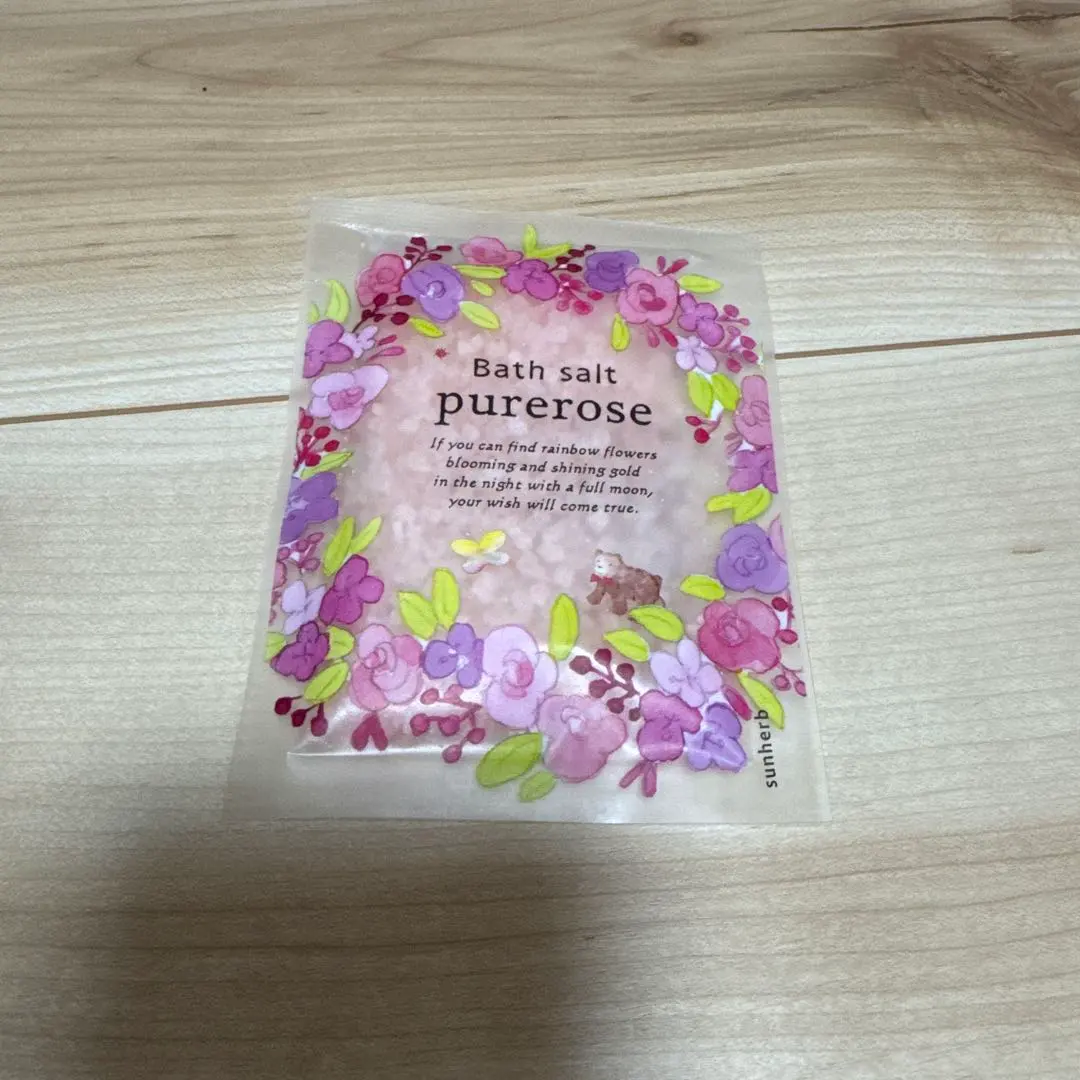 Bath salt
purerose
If you can find rainbow flowers
blooming and shining gold
in the night with a full moon,
your wish will come true.
sunherb